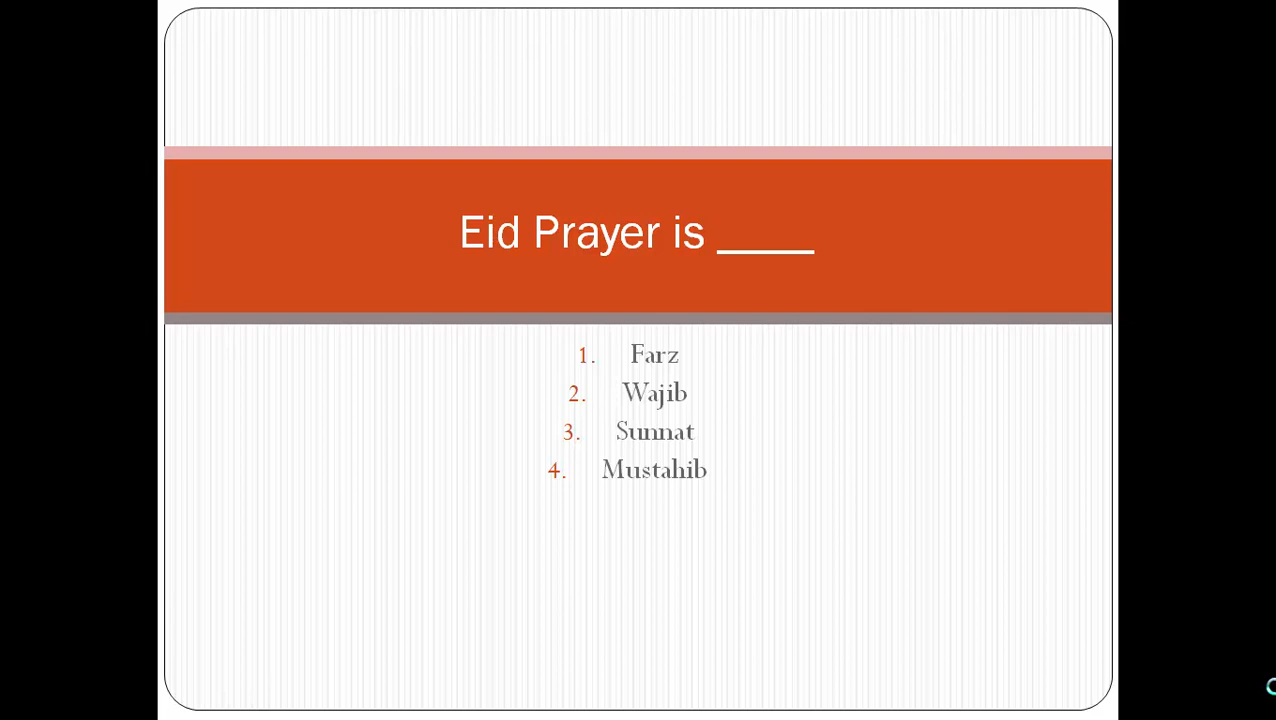 Eid Prayer is ____
1. Farz
2. Wajib
3. Sunnat
4. Mustahib